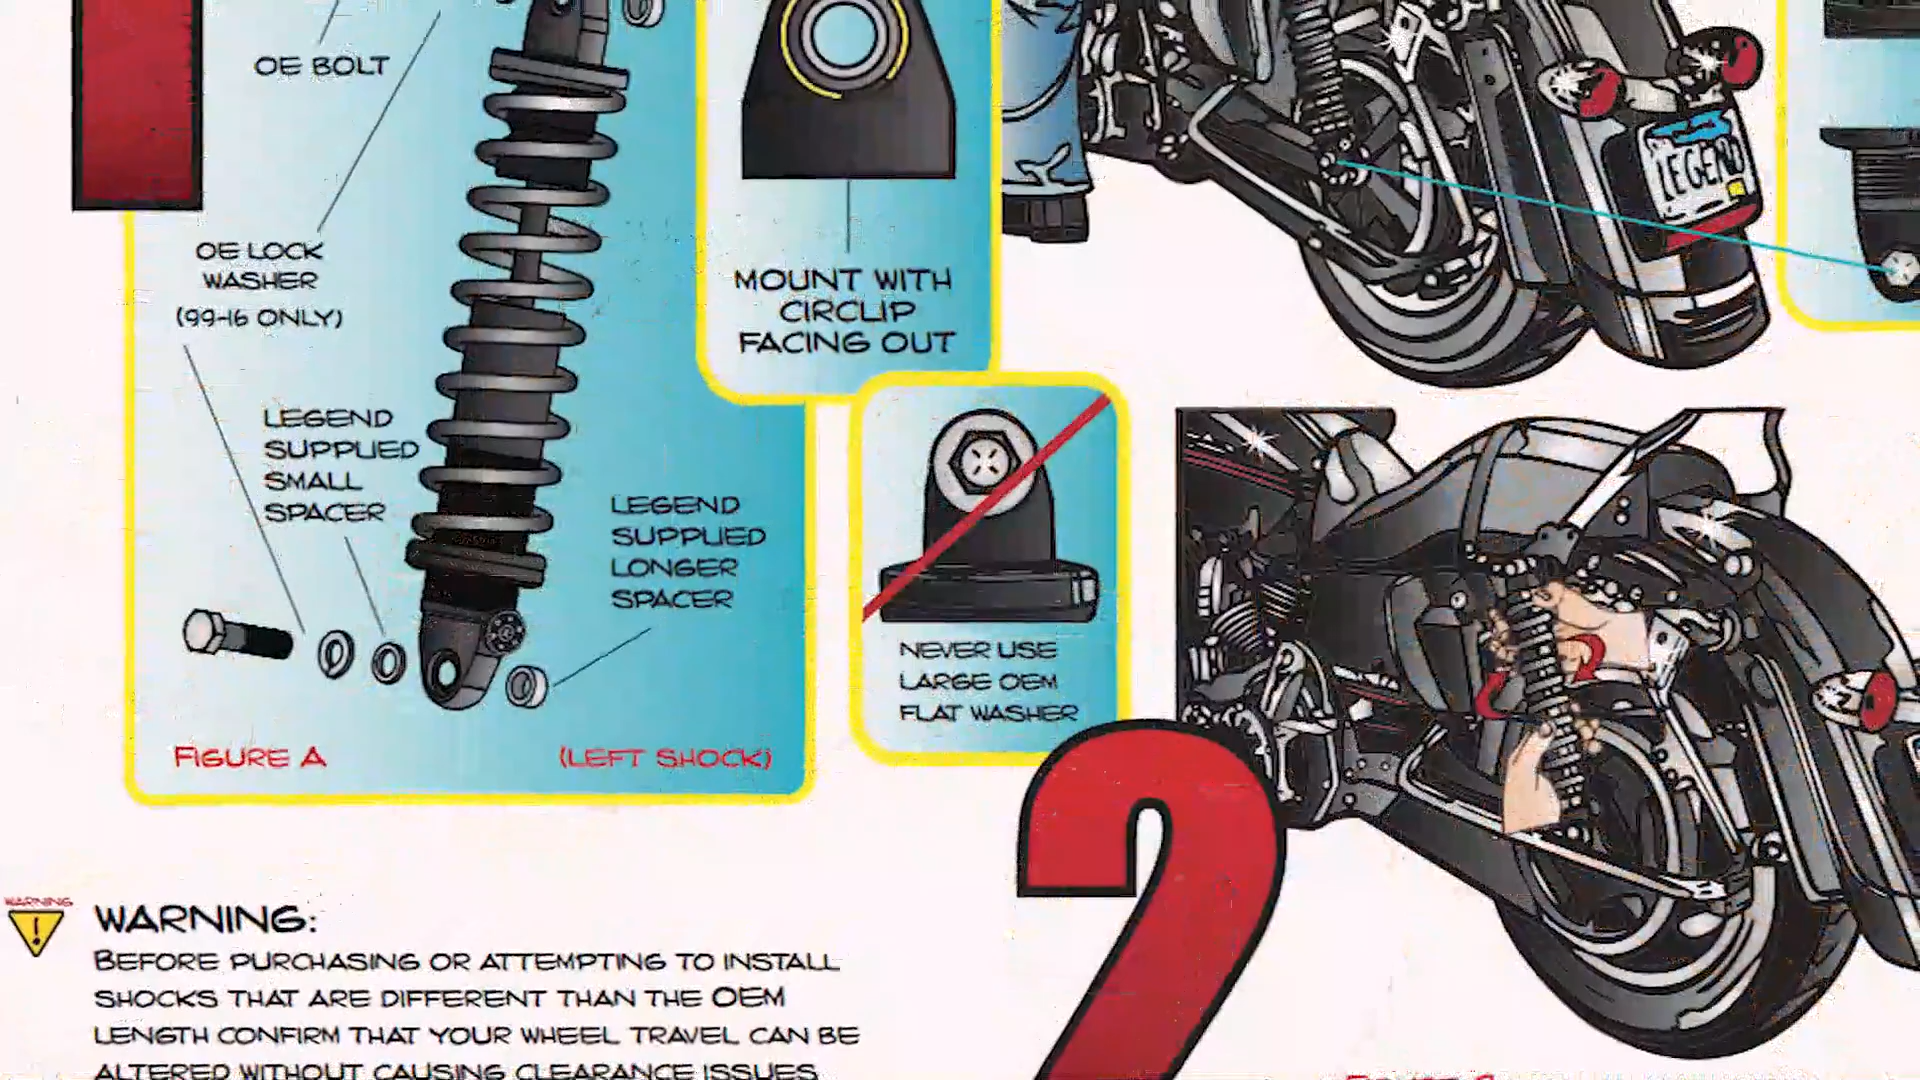 OE BOLT
OE LOCK
WASHER
(99-16 ONLY)
LEGEND
SUPPLIED
SMALL
SPACER
LEGEND
SUPPLIED
LONGER
SPACER
FIGURE A
(LEFT SHOCK)
MOUNT WITH
CIRCLIP
FACING OUT
NEVER USE
LARGE OEM
FLAT WASHER
LEGEND
2
WARNING
!
WARNING:
BEFORE PURCHASING OR ATTEMPTING TO INSTALL
SHOCKS THAT ARE DIFFERENT THAN THE OEM
LENGTH CONFIRM THAT YOUR WHEEL TRAVEL CAN BE
ALTERED WITHOUT CAUSING CLEARANCE ISSUES